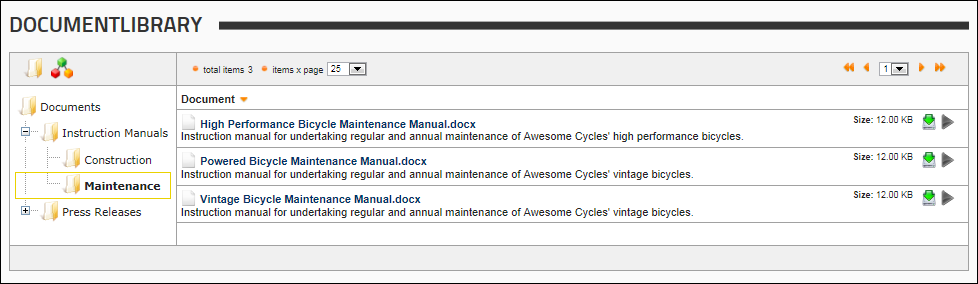 DOCUMENTLIBRARY
total items 3 items x page 25
1
Documents
Instruction Manuals
Construction
Maintenance
Press Releases
Document
High Performance Bicycle Maintenance Manual.docx
Size: 12.00 KB
Instruction manual for undertaking regular and annual maintenance of Awesome Cycles' high performance bicycles.
Powered Bicycle Maintenance Manual.docx
Size: 12.00 KB
Instruction manual for undertaking regular and annual maintenance of Awesome Cycles' vintage bicycles.
Vintage Bicycle Maintenance Manual.docx
Size: 12.00 KB
Instruction manual for undertaking regular and annual maintenance of Awesome Cycles' vintage bicycles.